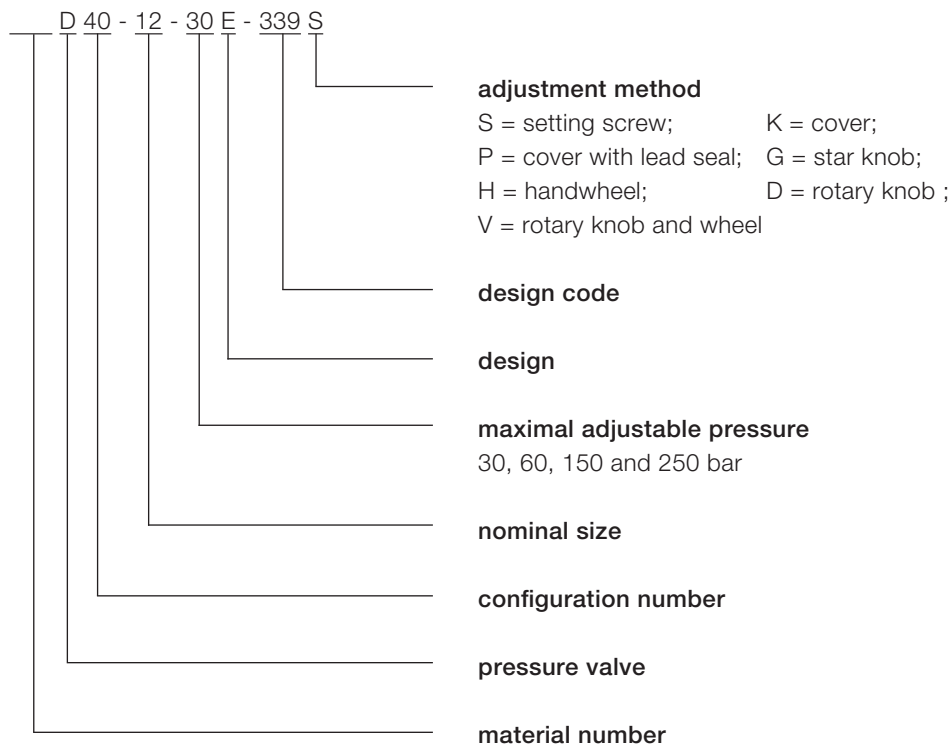 D 40 - 12 - 30 E - 339 S
adjustment method
S = setting screw; K = cover;
P = cover with lead seal; G = star knob;
H = handwheel; D = rotary knob ;
V = rotary knob and wheel
design code
design
maximal adjustable pressure
30, 60, 150 and 250 bar
nominal size
configuration number
pressure valve
material number